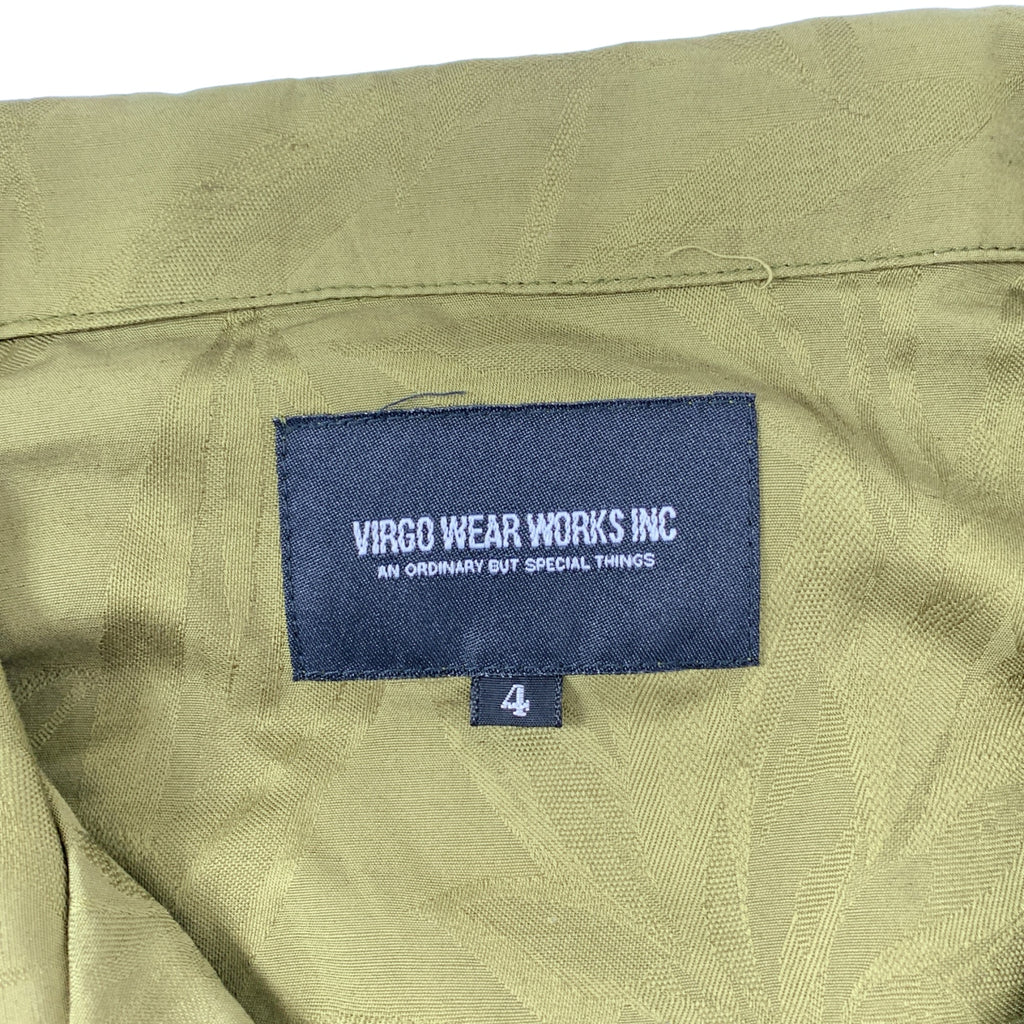 VIRGO WEAR WORKS INC
AN ORDINARY BUT SPECIAL THINGS
4